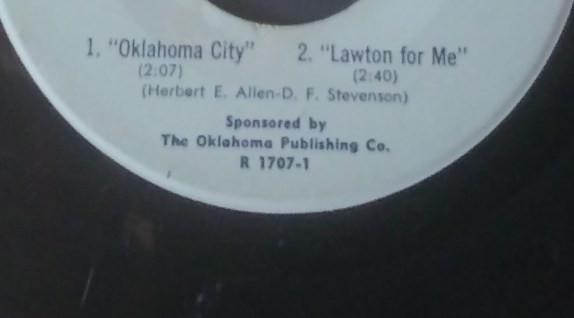 1. "Oklahoma City" 2. "Lawton for Me"
(2:07) (2:40)
(Herbert E. Allen-D. F. Stevenson)
Sponsored by
The Oklahoma Publishing Co.
R 1707-1